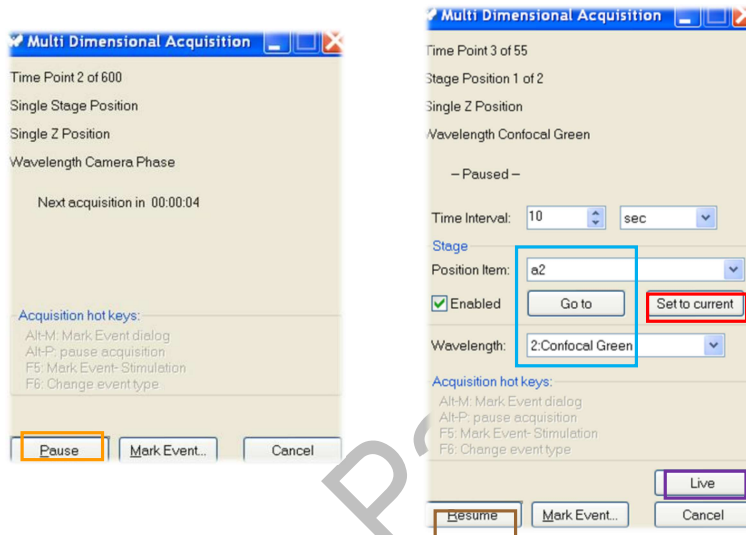 Multi Dimensional Acquisition
Time Point 2 of 600
Single Stage Position
Single Z Position
Wavelength Camera Phase
Next acquisition in 00:00:04
Acquisition hot keys:
Alt-M: Mark Event dialog
Alt-P: pause acquisition
F5: Mark Event- Stimulation
F6: Change event type
Pause
Mark Event...
Cancel
Multi Dimensional Acquisition
Time Point 3 of 55
Stage Position 1 of 2
Single Z Position
Wavelength Confocal Green
– Paused –
Time Interval: 10 sec
Stage
Position Item: a2
Enabled Go to Set to current
Wavelength: 2:Confocal Green
Acquisition hot keys:
Alt-M: Mark Event dialog
Alt-P: pause acquisition
F5: Mark Event- Stimulation
F6: Change event type
Live
Resume Mark Event... Cancel